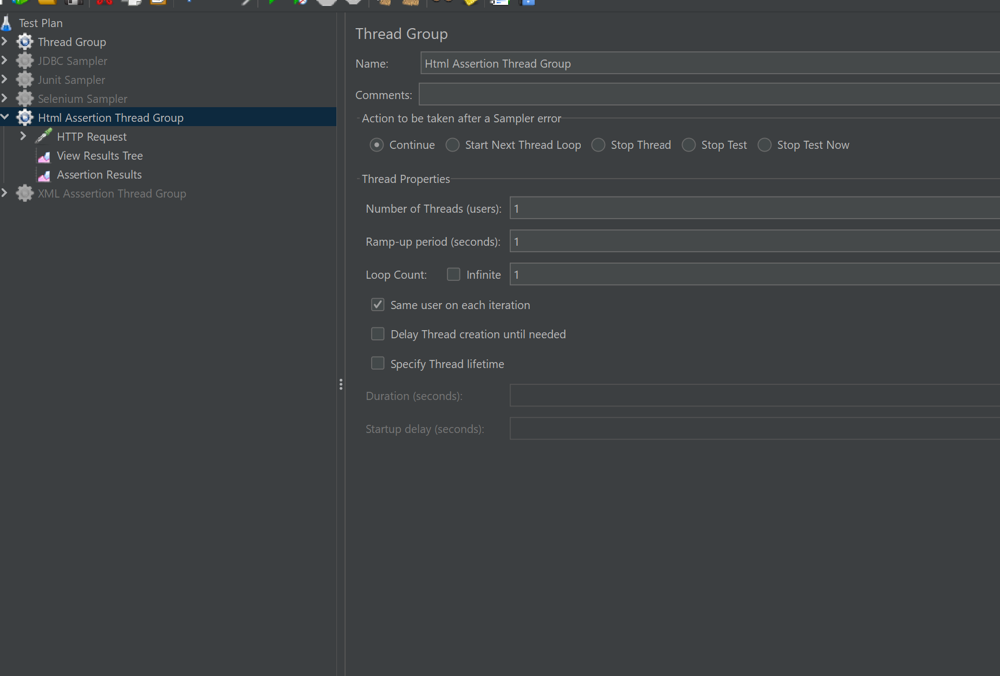 Test Plan
Thread Group
JDBC Sampler
Junit Sampler
Selenium Sampler
Html Assertion Thread Group
HTTP Request
View Results Tree
Assertion Results
XML Asssertion Thread Group
Thread Group
Name: Html Assertion Thread Group
Comments:
Action to be taken after a Sampler error
Continue Start Next Thread Loop Stop Thread Stop Test Stop Test Now
Thread Properties
Number of Threads (users): 1
Ramp-up period (seconds): 1
Loop Count: Infinite 1
Same user on each iteration
Delay Thread creation until needed
Specify Thread lifetime
Duration (seconds):
Startup delay (seconds):